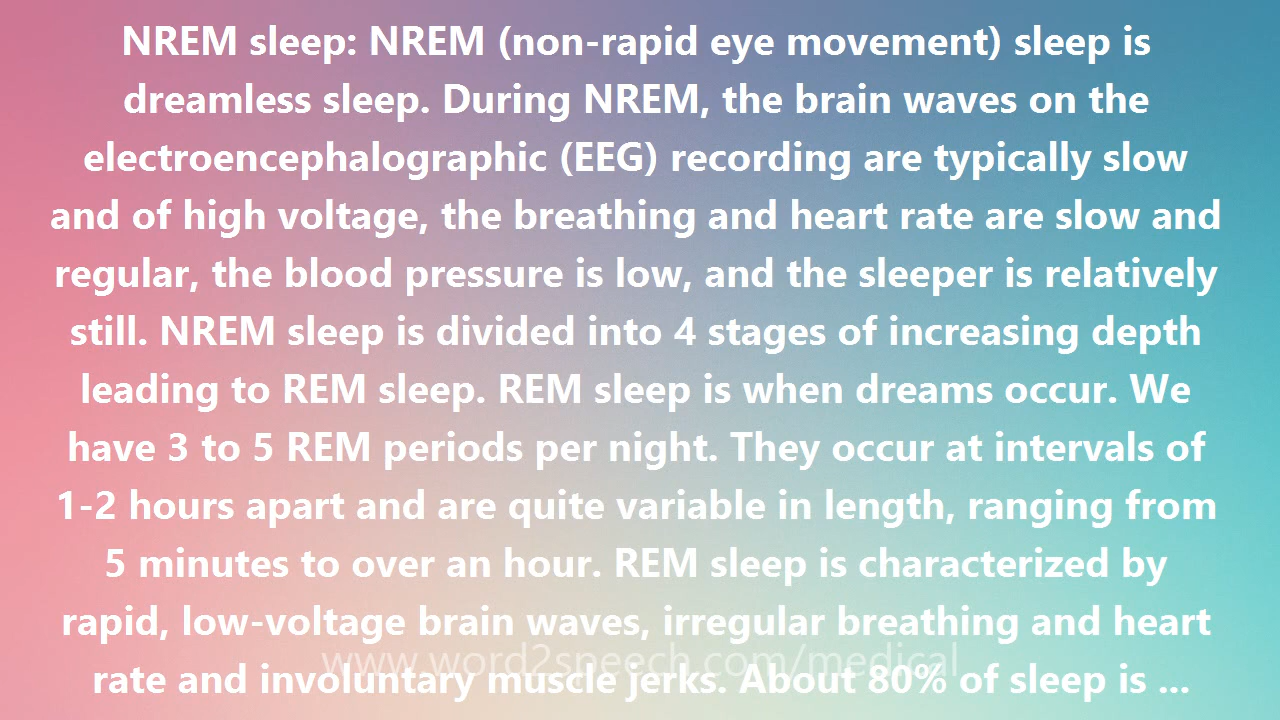 NREM sleep: NREM (non-rapid eye movement) sleep is
dreamless sleep. During NREM, the brain waves on the
electroencephalographic (EEG) recording are typically slow
and of high voltage, the breathing and heart rate are slow and
regular, the blood pressure is low, and the sleeper is relatively
still. NREM sleep is divided into 4 stages of increasing depth
leading to REM sleep. REM sleep is when dreams occur. We
have 3 to 5 REM periods per night. They occur at intervals of
1-2 hours apart and are quite variable in length, ranging from
5 minutes to over an hour. REM sleep is characterized by
rapid, low-voltage brain waves, irregular breathing and heart
www.word2speech.com/medical
rate and involuntary muscle jerks. About 80% of sleep is ...